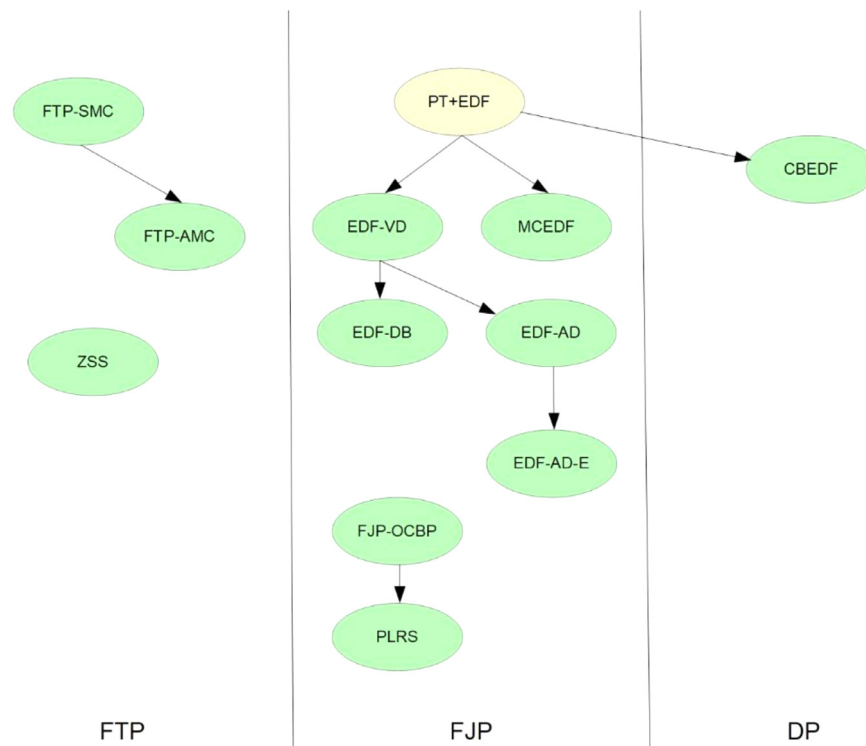 FTP-SMC
PT+EDF
CBEDF
FTP-AMC
EDF-VD
MCEDF
ZSS
EDF-DB
EDF-AD
EDF-AD-E
FJP-OCBP
PLRS
FTP
FJP
DP